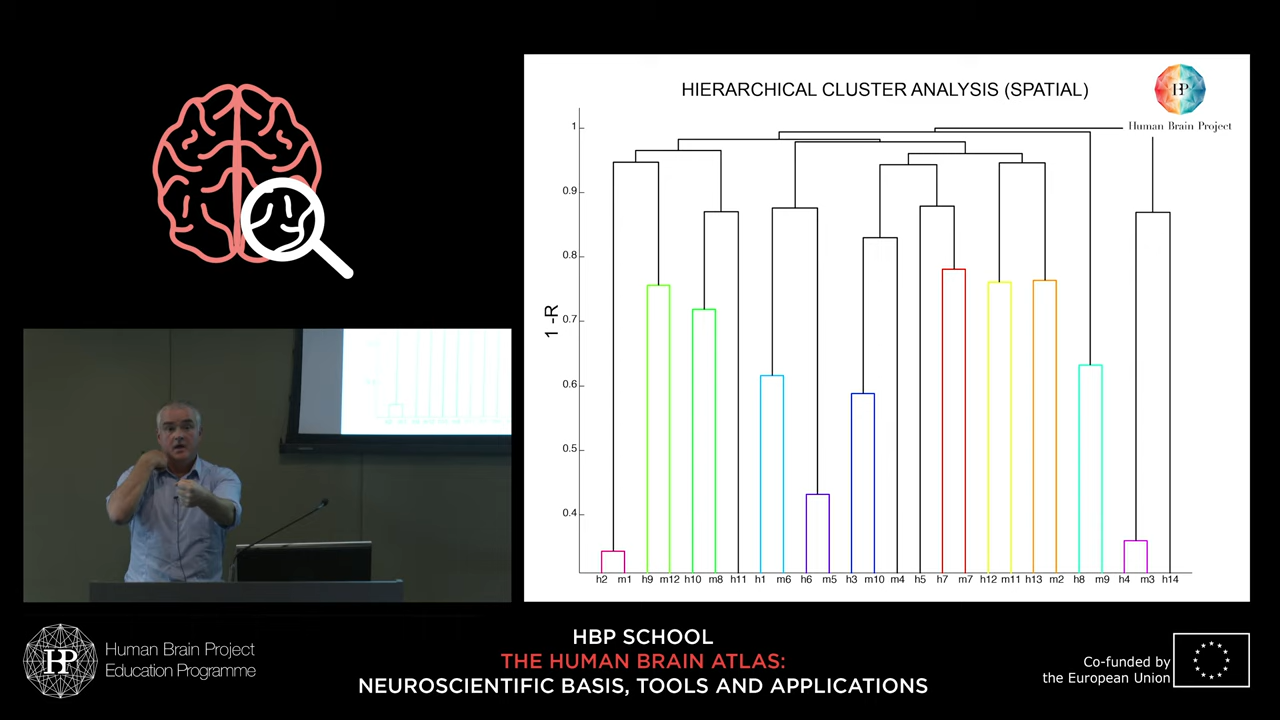 HIERARCHICAL CLUSTER ANALYSIS (SPATIAL)
HBP
Human Brain Project
1
0.9
0.8
0.7
0.6
0.5
0.4
1-R
h2 m1 h9 m12 h10 m8 h11 h1 m6 h6 m5 h3 m10 m4 h5 h7 m7 h12 m11 h13 m2 h8 m9 h4 m3 h14
HBP
Human Brain Project
Education Programme
HBP SCHOOL
THE HUMAN BRAIN ATLAS:
NEUROSCIENTIFIC BASIS, TOOLS AND APPLICATIONS
Co-funded by
the European Union